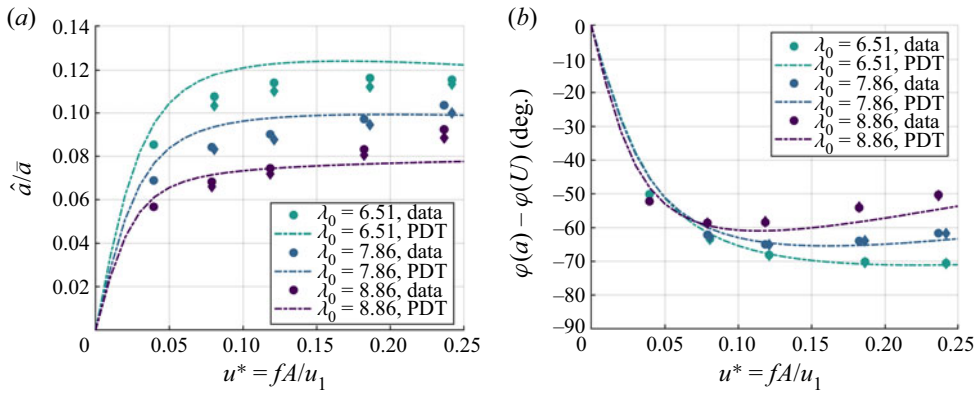 (a)
0.14
0.12
0.10
0.08
0.06
0.04
0.02
0
0.05
0.10
0.15
0.20
0.25
â/ā
u* = fA/u₁
λ₀ = 6.51, data
λ₀ = 6.51, PDT
λ₀ = 7.86, data
λ₀ = 7.86, PDT
λ₀ = 8.86, data
λ₀ = 8.86, PDT
(b)
0
−10
−20
−30
−40
−50
−60
−70
−80
−90
0
0.05
0.10
0.15
0.20
0.25
φ(a) − φ(U) (deg.)
u* = fA/u₁
λ₀ = 6.51, data
λ₀ = 6.51, PDT
λ₀ = 7.86, data
λ₀ = 7.86, PDT
λ₀ = 8.86, data
λ₀ = 8.86, PDT